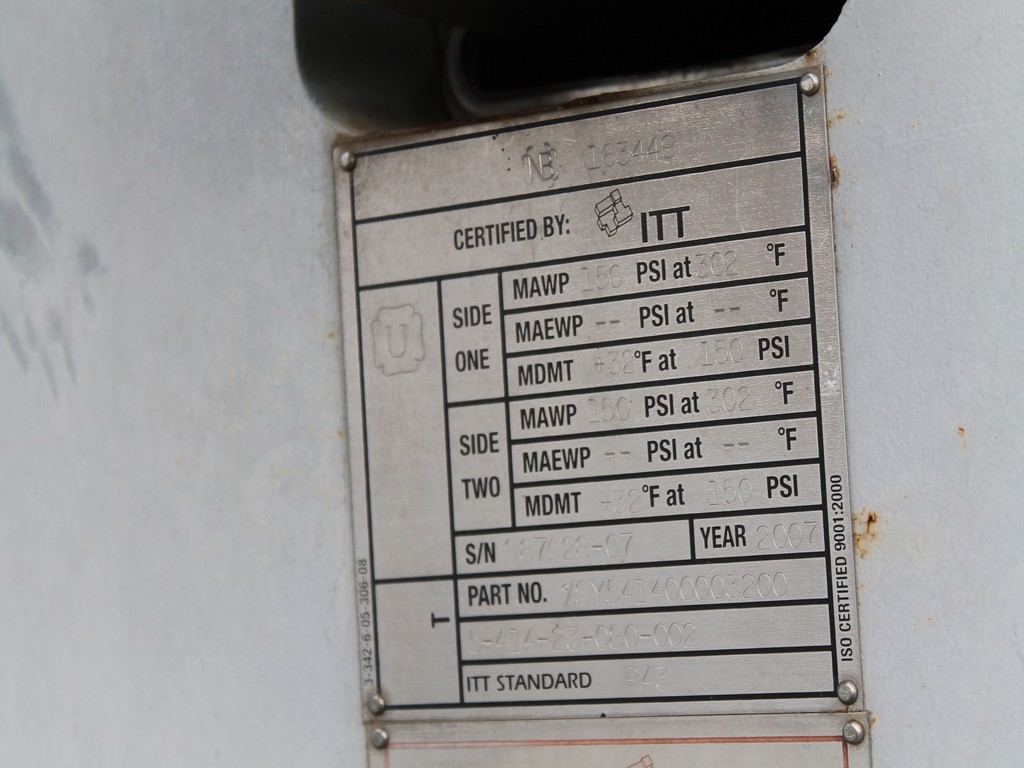 NB 163449
CERTIFIED BY: ITT
U
SIDE ONE
MAWP 150 PSI at 302 °F
MAEWP -- PSI at -- °F
MDMT +32 °F at 150 PSI
SIDE TWO
MAWP 150 PSI at 302 °F
MAEWP -- PSI at -- °F
MDMT +32 °F at 150 PSI
S/N YEAR 2007
T
PART NO.
ITT STANDARD
3-342-6-05-306-08
ISO CERTIFIED 9001:2000